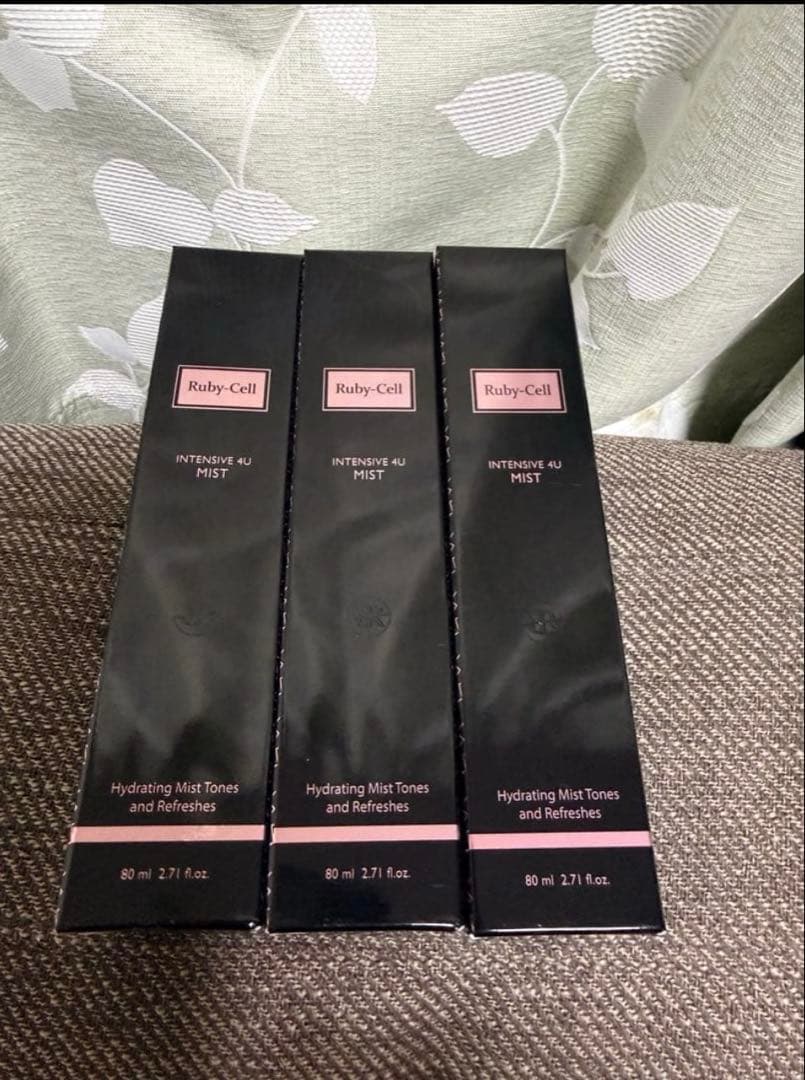 Ruby-Cell
INTENSIVE 4U
MIST
Hydrating Mist Tones
and Refreshes
80 ml 2.71 fl.oz.
Ruby-Cell
INTENSIVE 4U
MIST
Hydrating Mist Tones
and Refreshes
80 ml 2.71 fl.oz.
Ruby-Cell
INTENSIVE 4U
MIST
Hydrating Mist Tones
and Refreshes
80 ml 2.71 fl.oz.